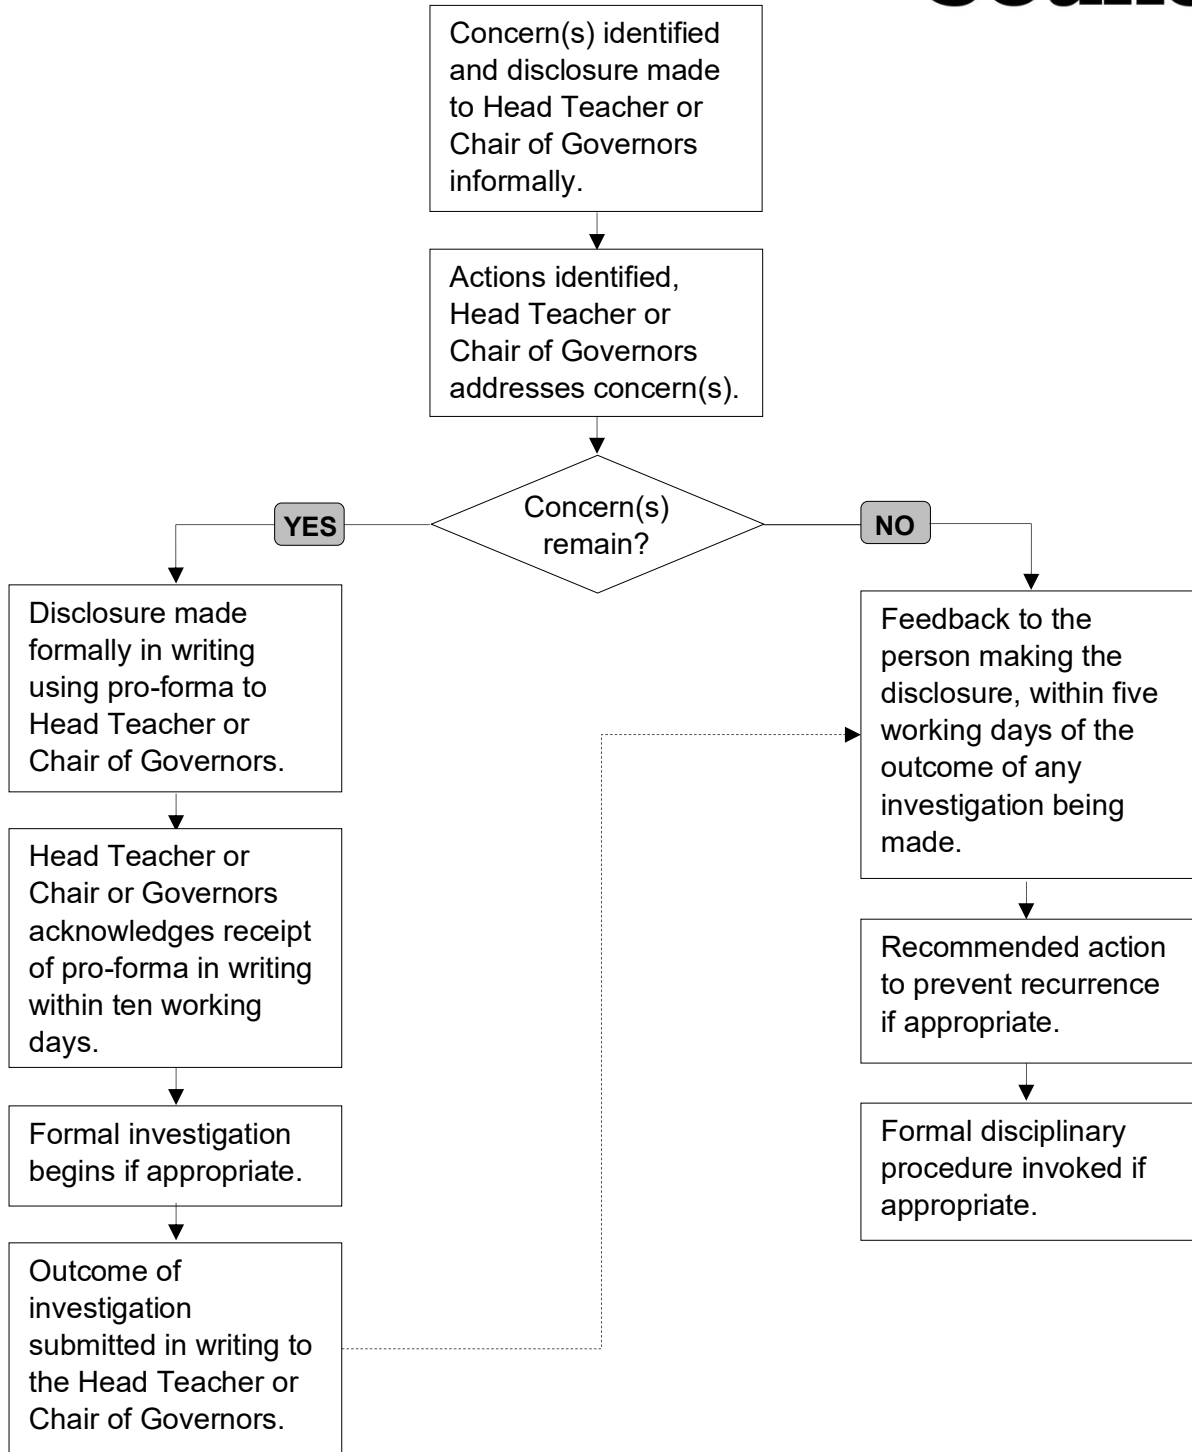 Concern(s) identified
and disclosure made
to Head Teacher or
Chair of Governors
informally.
Actions identified,
Head Teacher or
Chair of Governors
addresses concern(s).
Concern(s)
remain?
YES
NO
Disclosure made
formally in writing
using pro-forma to
Head Teacher or
Chair of Governors.
Head Teacher or
Chair or Governors
acknowledges receipt
of pro-forma in writing
within ten working
days.
Formal investigation
begins if appropriate.
Outcome of
investigation
submitted in writing to
the Head Teacher or
Chair of Governors.
Feedback to the
person making the
disclosure, within five
working days of the
outcome of any
investigation being
made.
Recommended action
to prevent recurrence
if appropriate.
Formal disciplinary
procedure invoked if
appropriate.